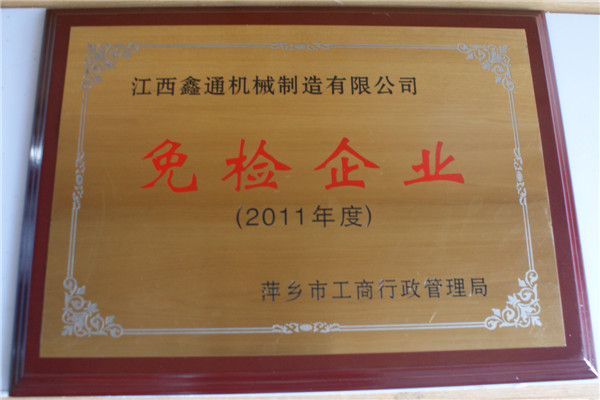 江西鑫通机械制造有限公司
免检企业
(2011年度)
萍乡市工商行政管理局